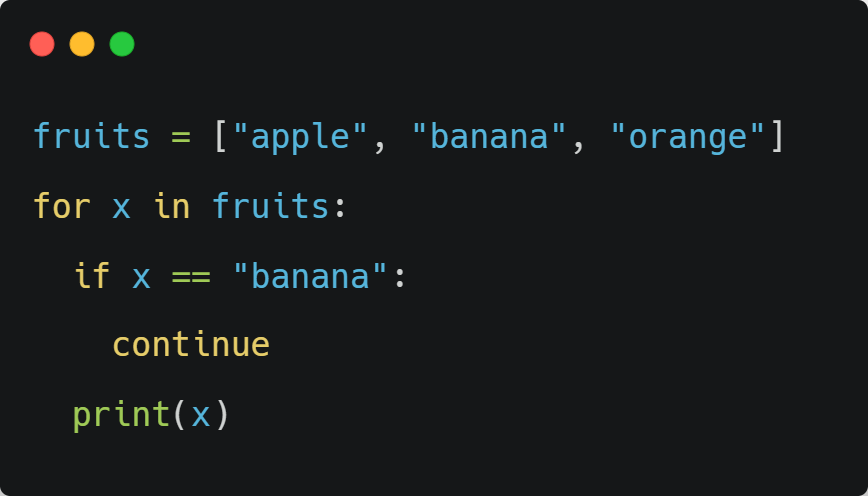 fruits = ["apple", "banana", "orange"]
for x in fruits:
  if x == "banana":
    continue
  print(x)